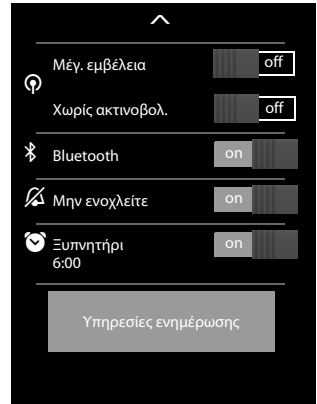 Μέγ. εμβέλεια off
Χωρίς ακτινοβολ. off
Bluetooth on
Μην ενοχλείτε on
Ξυπνητήρι on
6:00
Υπηρεσίες ενημέρωσης